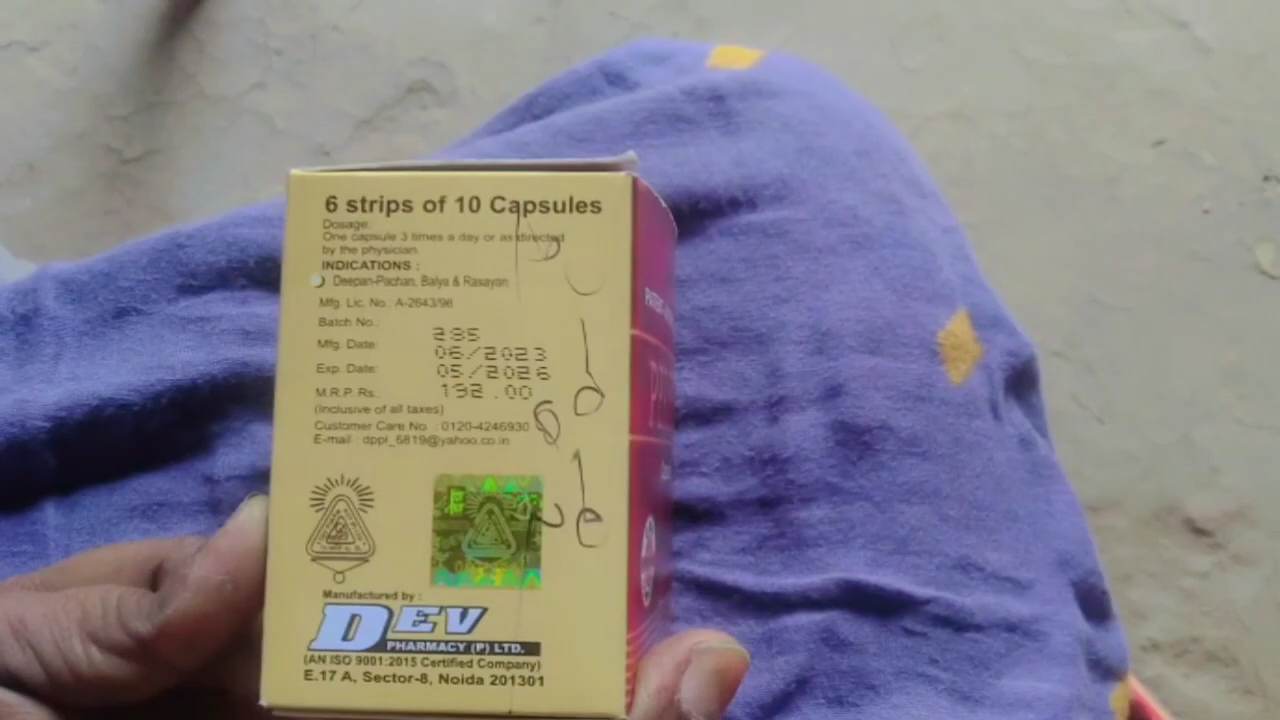 6 strips of 10 Capsules
Dosage:
One capsule 3 times a day or as directed
by the physician
INDICATIONS :
Deepan-Pachan, Balya & Rasayan
Mfg. Lic. No.: A-2643/98
Batch No.: 295
Mfg. Date: 06/2023
Exp. Date: 05/2026
M.R.P. Rs.: 192.00
(Inclusive of all taxes)
Customer Care No. : 0120-4246930
E-mail : dppl_6819@yahoo.co.in
Manufactured by :
DEV
PHARMACY (P) LTD.
(AN ISO 9001:2015 Certified Company)
E.17 A, Sector-8, Noida 201301